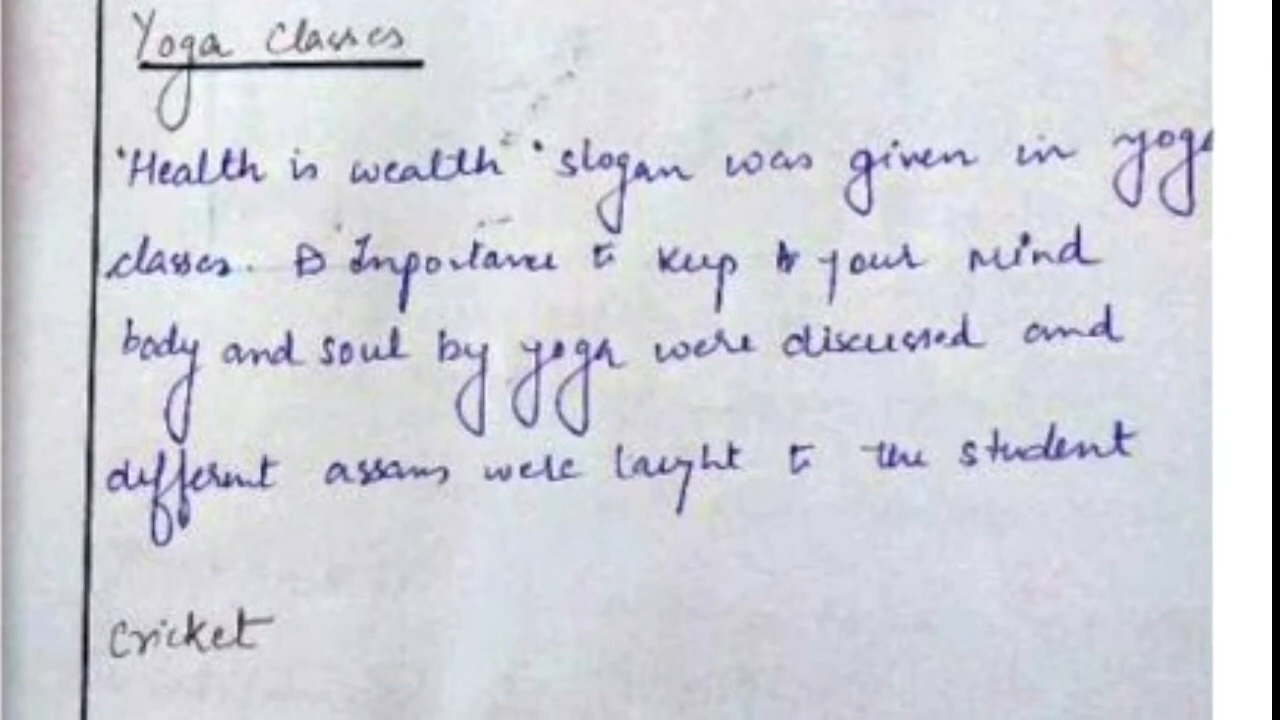 Yoga Classes
"Health is wealth" slogan was given in yoga
classes. Importance to keep your mind
body and soul by yoga were discussed and
different assans were taught to the student
Cricket